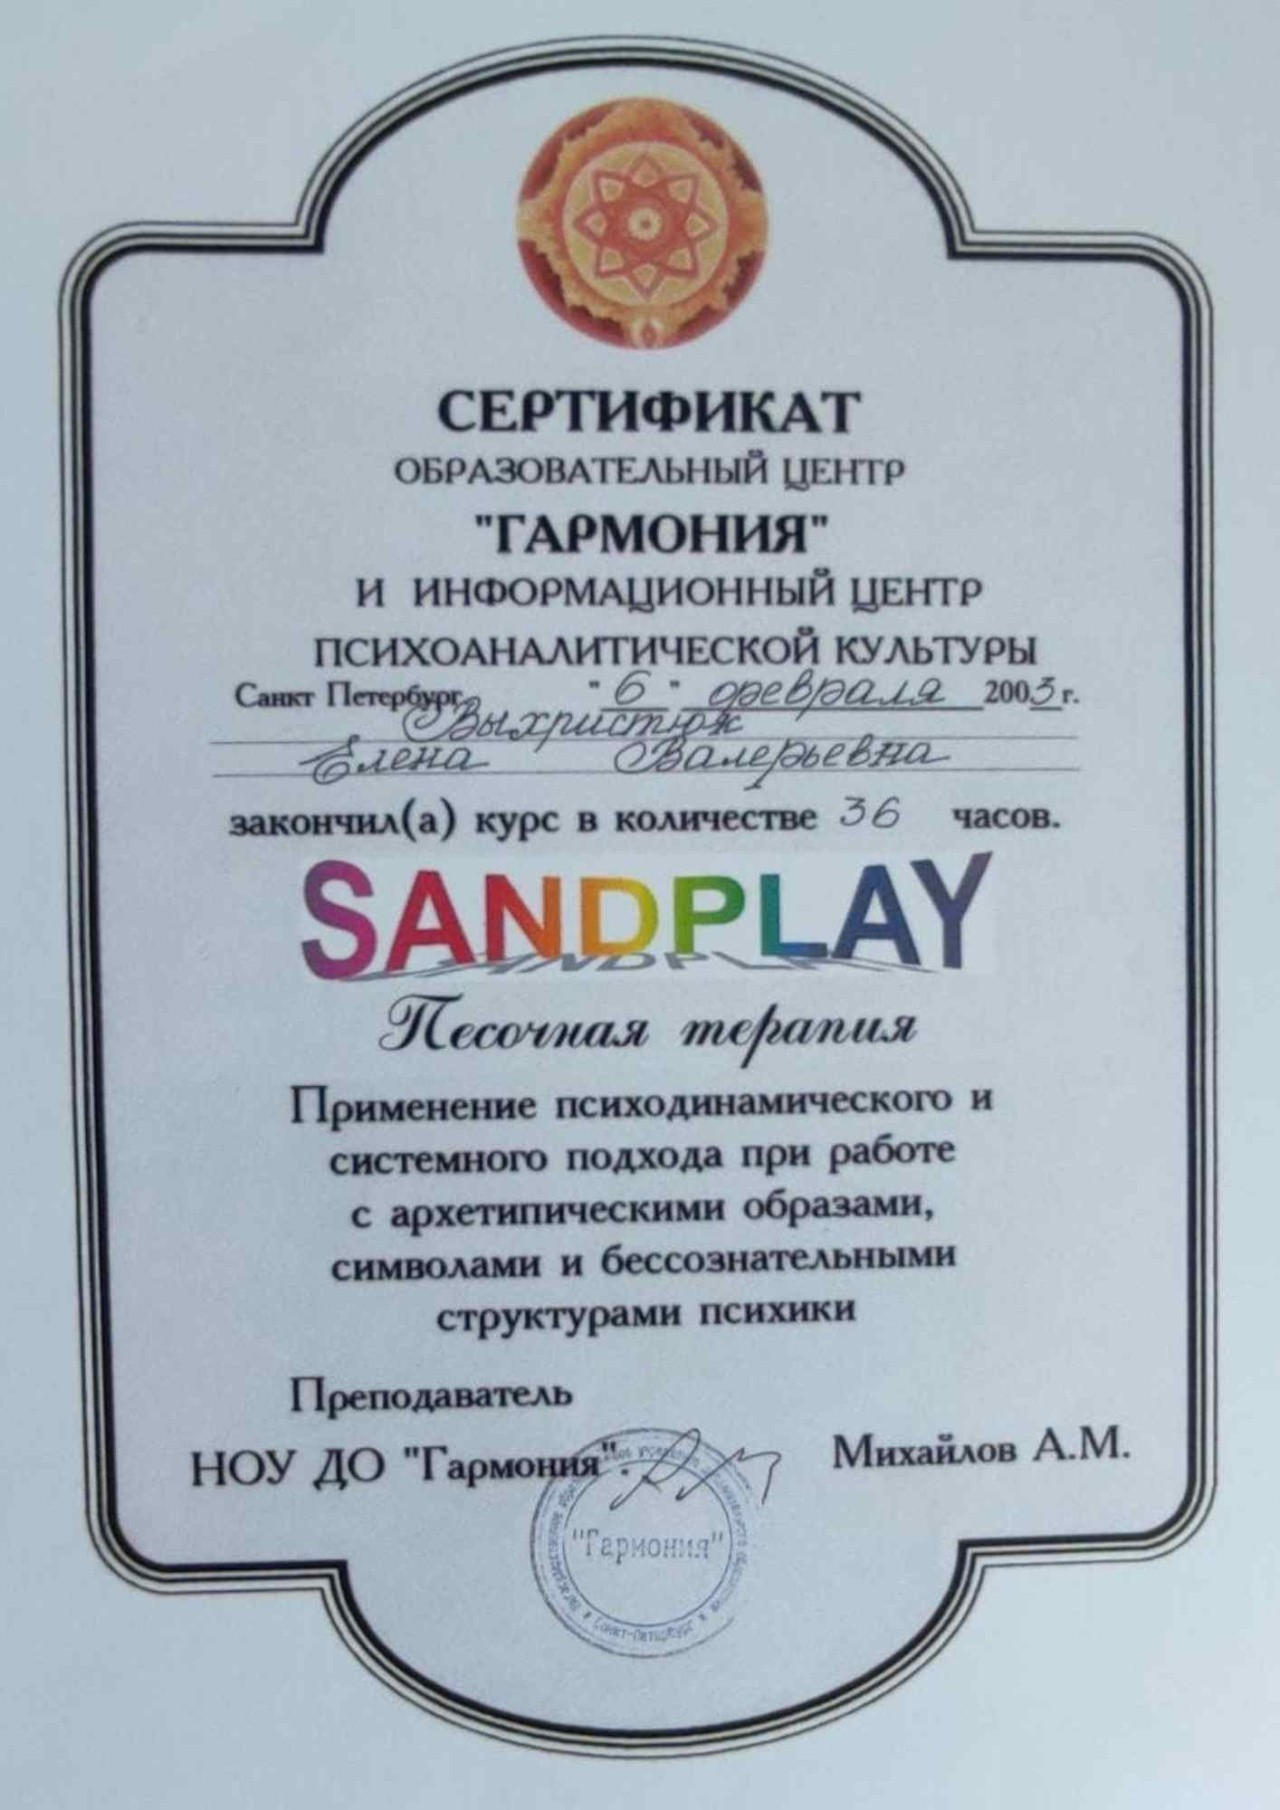 СЕРТИФИКАТ
ОБРАЗОВАТЕЛЬНЫЙ ЦЕНТР
"ГАРМОНИЯ"
И ИНФОРМАЦИОННЫЙ ЦЕНТР
ПСИХОАНАЛИТИЧЕСКОЙ КУЛЬТУРЫ
Санкт Петербург, "6" февраля 2003 г.
Выхристюк
Елена Валерьевна
закончил(а) курс в количестве 36 часов.
SANDPLAY
Песочная терапия
Применение психодинамического и
системного подхода при работе
с архетипическими образами,
символами и бессознательными
структурами психики
Преподаватель
НОУ ДО "Гармония". Михайлов А.М.
"Гармония"
Санкт-Петербург